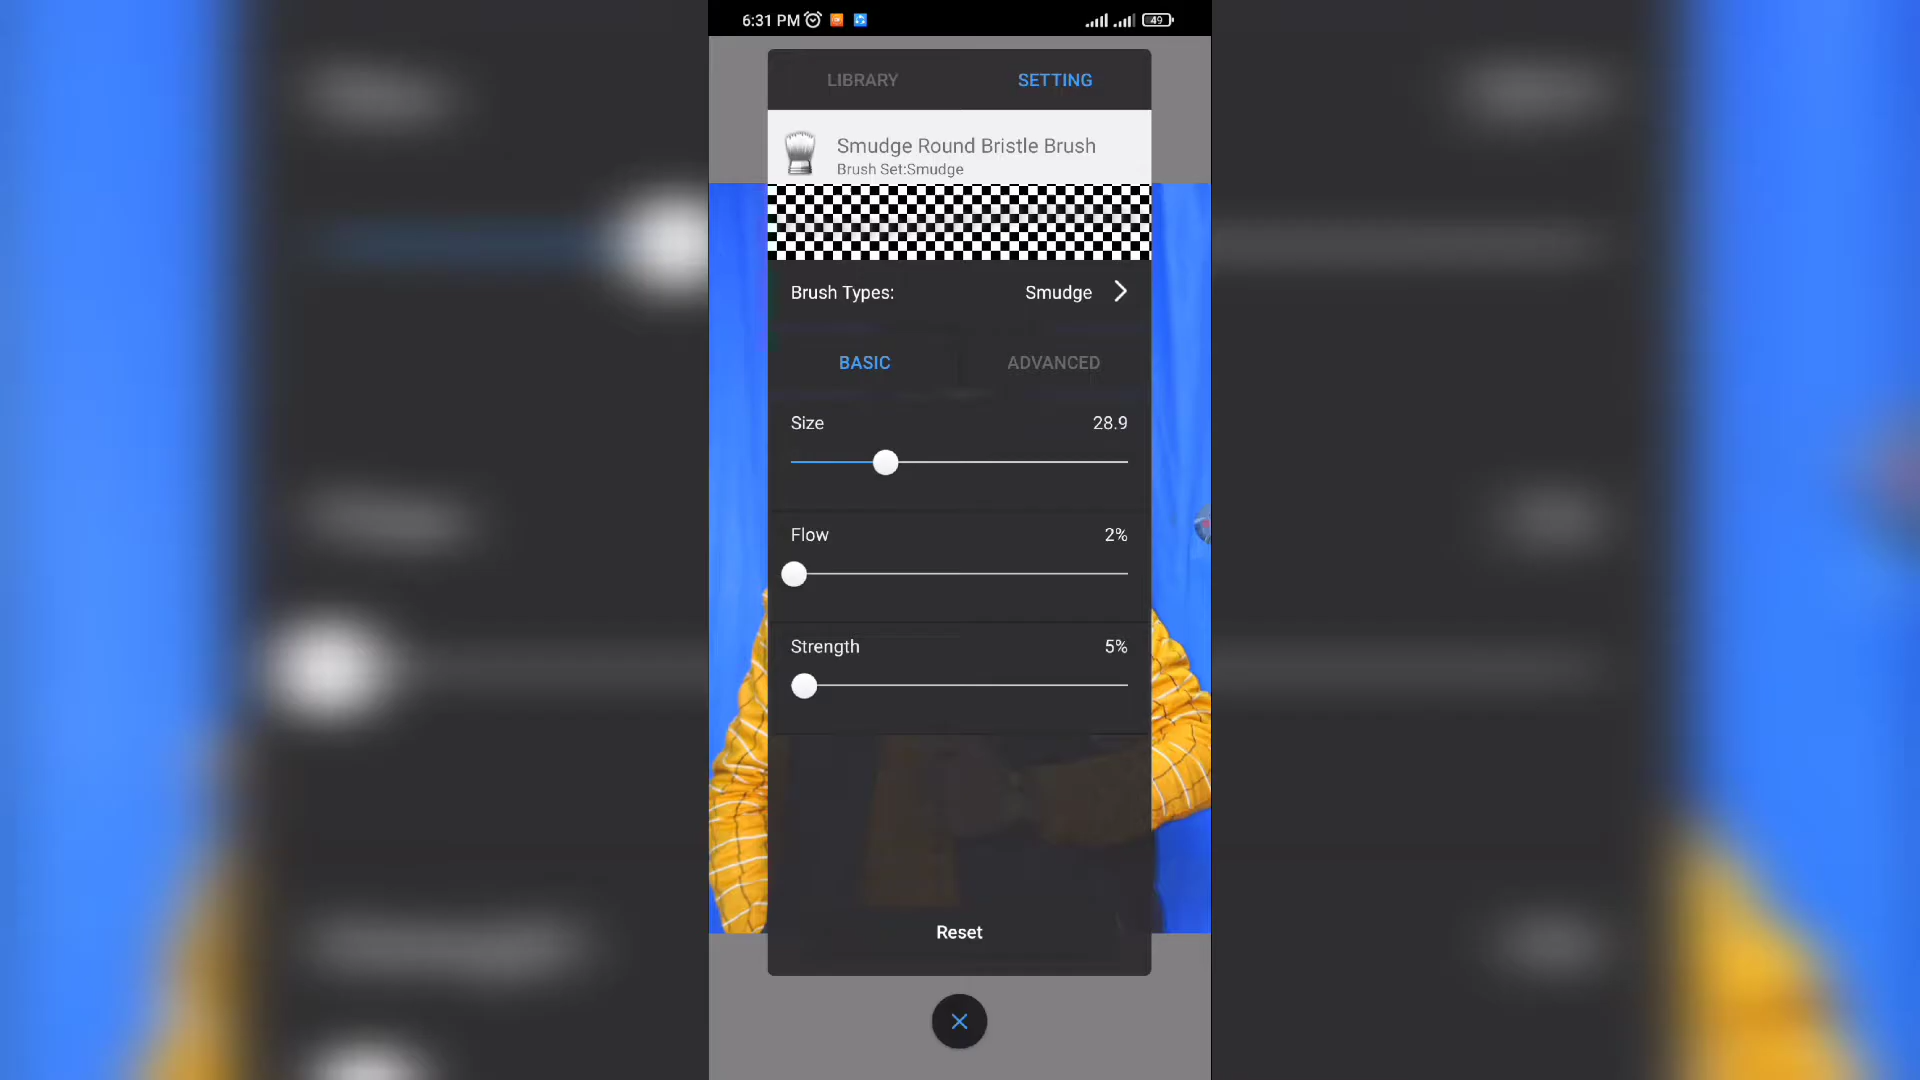 6:31 PM
49
LIBRARY
SETTING
Smudge Round Bristle Brush
Brush Set:Smudge
Brush Types:
Smudge
BASIC
ADVANCED
Size
28.9
Flow
2%
Strength
5%
Reset